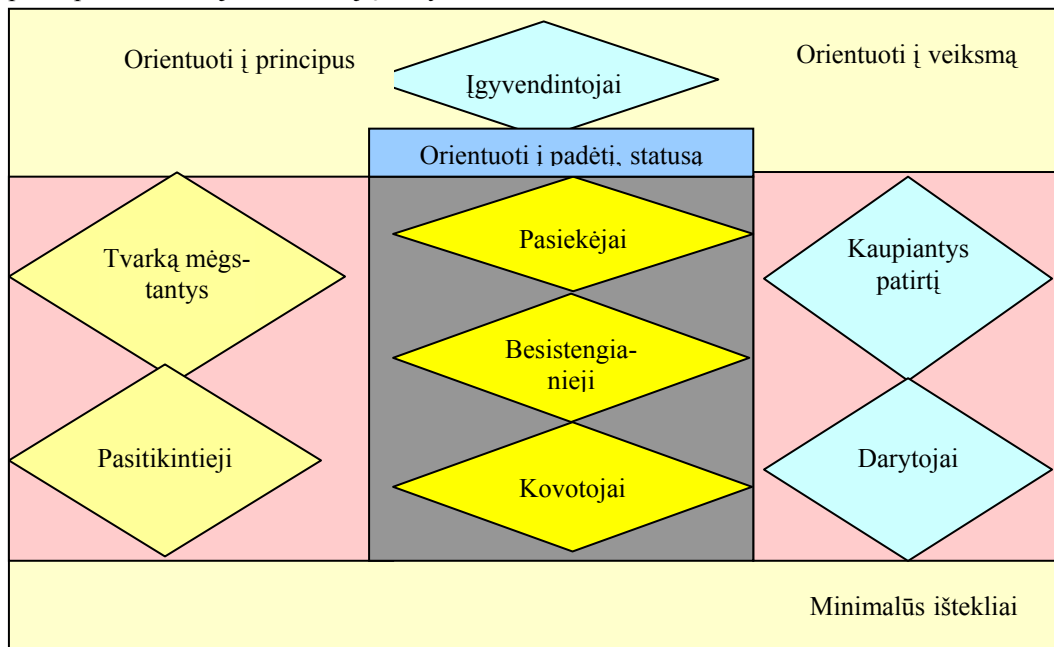 Orientuoti į principus
Orientuoti į veiksmą
Įgyvendintojai
Orientuoti į padėtį, statusą
Tvarką mėgs-
tantys
Pasiekėjai
Kaupiantys
patirtį
Besistengia-
nieji
Pasitikintieji
Kovotojai
Darytojai
Minimalūs ištekliai